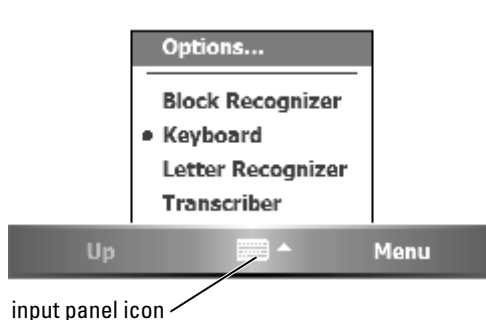 Options...
Block Recognizer
Keyboard
Letter Recognizer
Transcriber
Up Menu
input panel icon